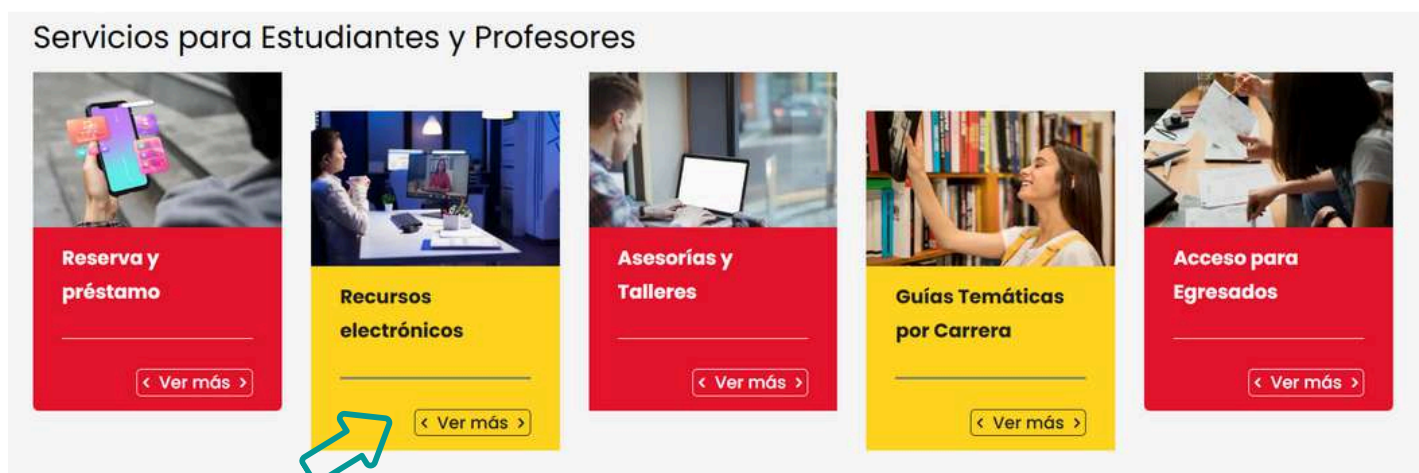 Servicios para Estudiantes y Profesores
Reserva y
préstamo
‹ Ver más ›
Recursos
electrónicos
‹ Ver más ›
Asesorías y
Talleres
‹ Ver más ›
Guías Temáticas
por Carrera
‹ Ver más ›
Acceso para
Egresados
‹ Ver más ›